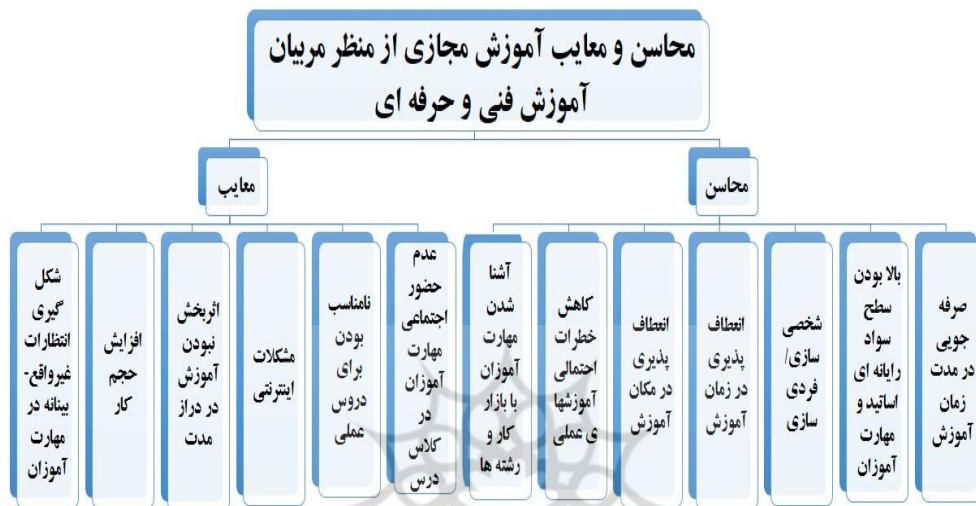 محاسن و معایب آموزش مجازی از منظر مربیان
آموزش فنی و حرفه ای
محاسن
معایب
صرفه
جویی
در مدت
زمان
آموزش
بالا بودن
سطح
سواد
رایانه ای
اساتید و
مهارت
آموزان
شخصی
سازی/
فردی
سازی
انعطاف
پذیری
در زمان
آموزش
انعطاف
پذیری
در مکان
آموزش
کاهش
خطرات
احتمالی
آموزشها
ی عملی
آشنا
شدن
مهارت
آموزان
با بازار
کار و
رشته ها
عدم
حضور
اجتماعی
مهارت
آموزان
در
کلاس
درس
نامناسب
بودن
برای
دروس
عملی
مشکلات
اینترنتی
اثربخش
نبودن
آموزش
در دراز
مدت
افزایش
حجم
کار
شکل
گیری
انتظارات
غیرواقع-
بینانه در
مهارت
آموزان